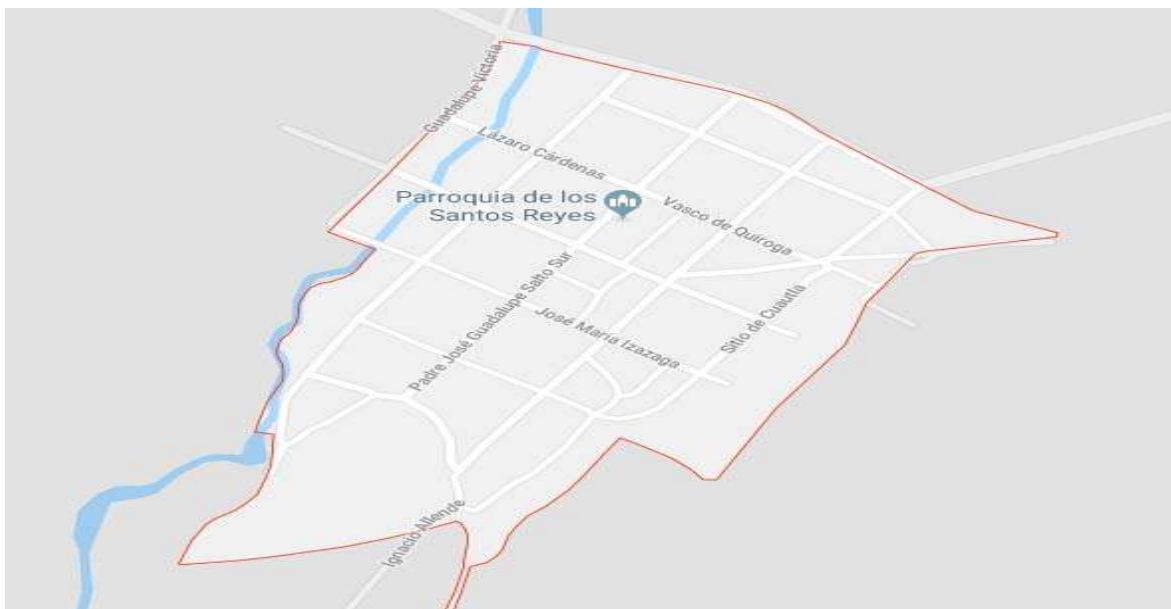 Guadalupe Victoria
Lázaro Cárdenas
Parroquia de los
Santos Reyes
Vasco de Quiroga
Padre José Guadalupe Salto Sur
José María Izazaga
Sitio de Cuautla
Ignacio Allende